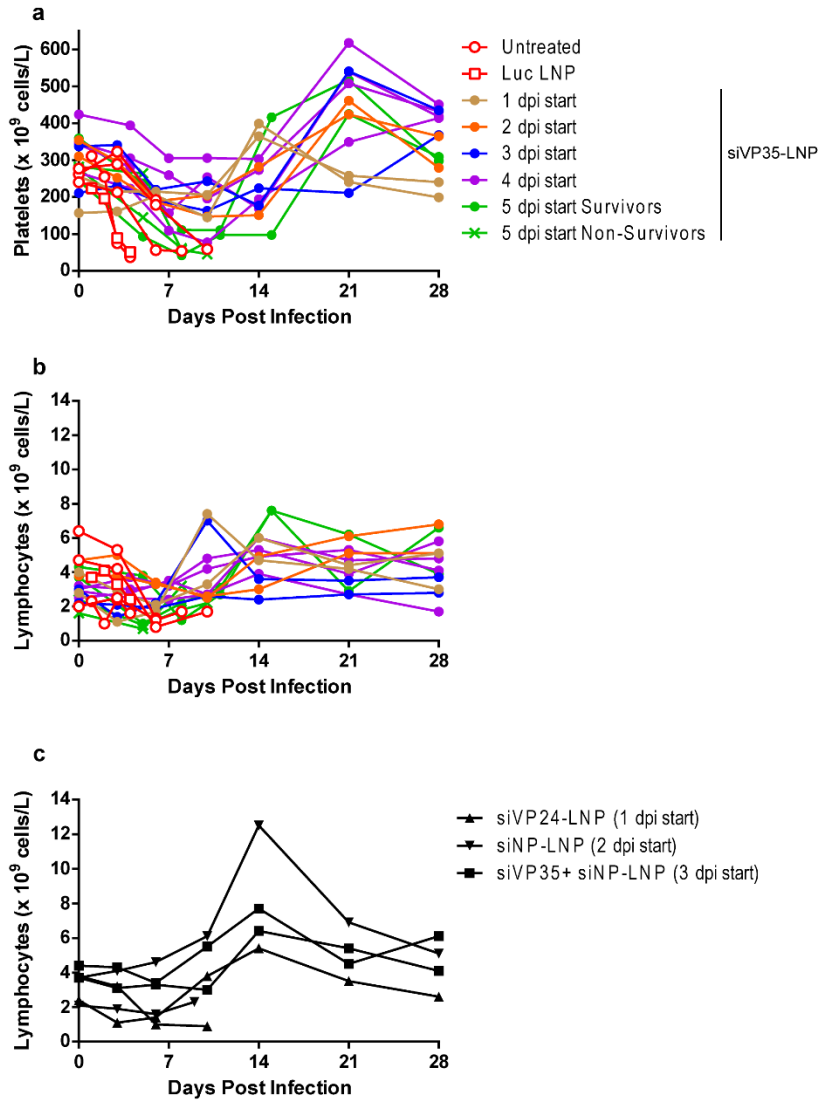 a
600
500
400
300
200
100
0
Platelets (x 10⁹ cells/L)
0 7 14 21 28
Days Post Infection
Untreated
Luc LNP
1 dpi start
2 dpi start
3 dpi start
4 dpi start
5 dpi start Survivors
5 dpi start Non-Survivors
siVP35-LNP
b
14
12
10
8
6
4
2
0
Lymphocytes (x 10⁹ cells/L)
0 7 14 21 28
Days Post Infection
c
14
12
10
8
6
4
2
0
Lymphocytes (x 10⁹ cells/L)
0 7 14 21 28
Days Post Infection
siVP24-LNP (1 dpi start)
siNP-LNP (2 dpi start)
siVP35+ siNP-LNP (3 dpi start)